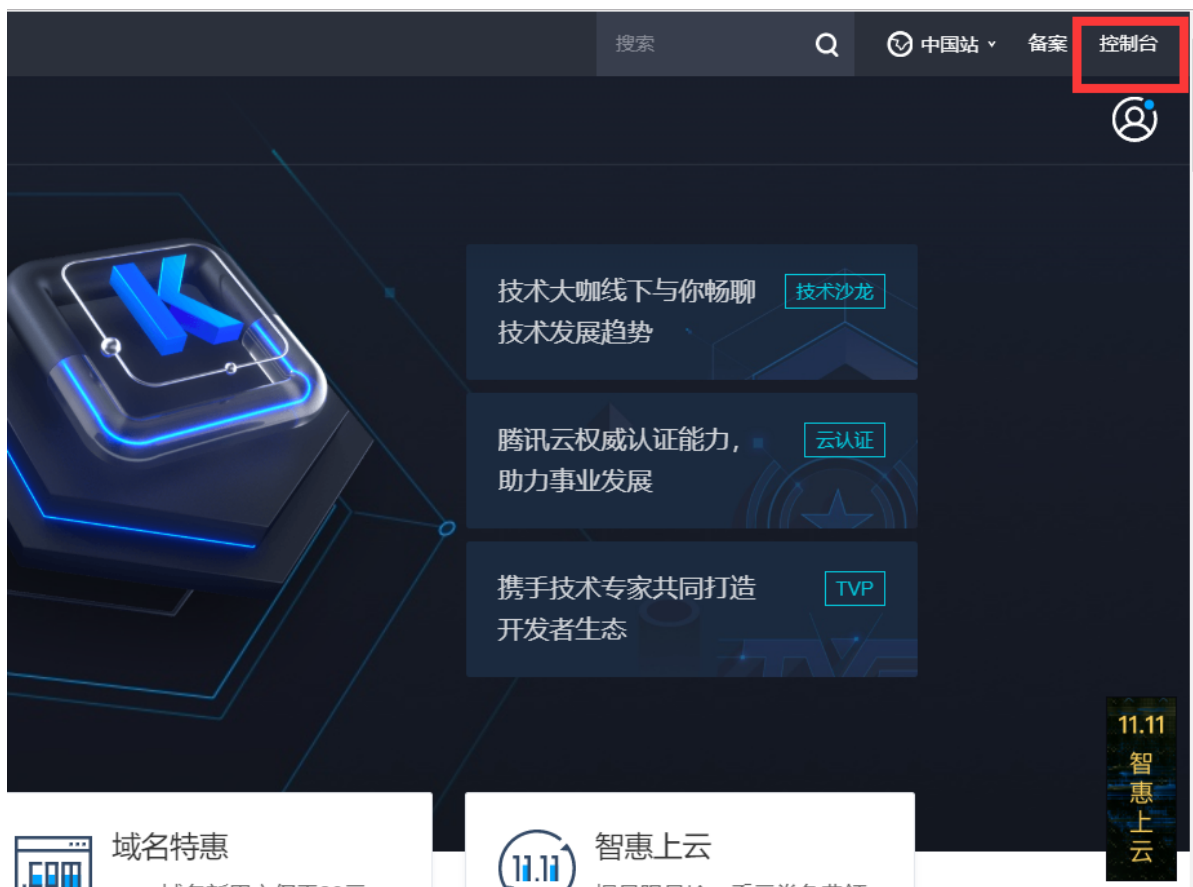 搜索
中国站
备案
控制台
技术大咖线下与你畅聊
技术发展趋势
技术沙龙
腾讯云权威认证能力，
助力事业发展
云认证
携手技术专家共同打造
开发者生态
TVP
11.11
智
惠
上
云
域名特惠
11.11
智惠上云